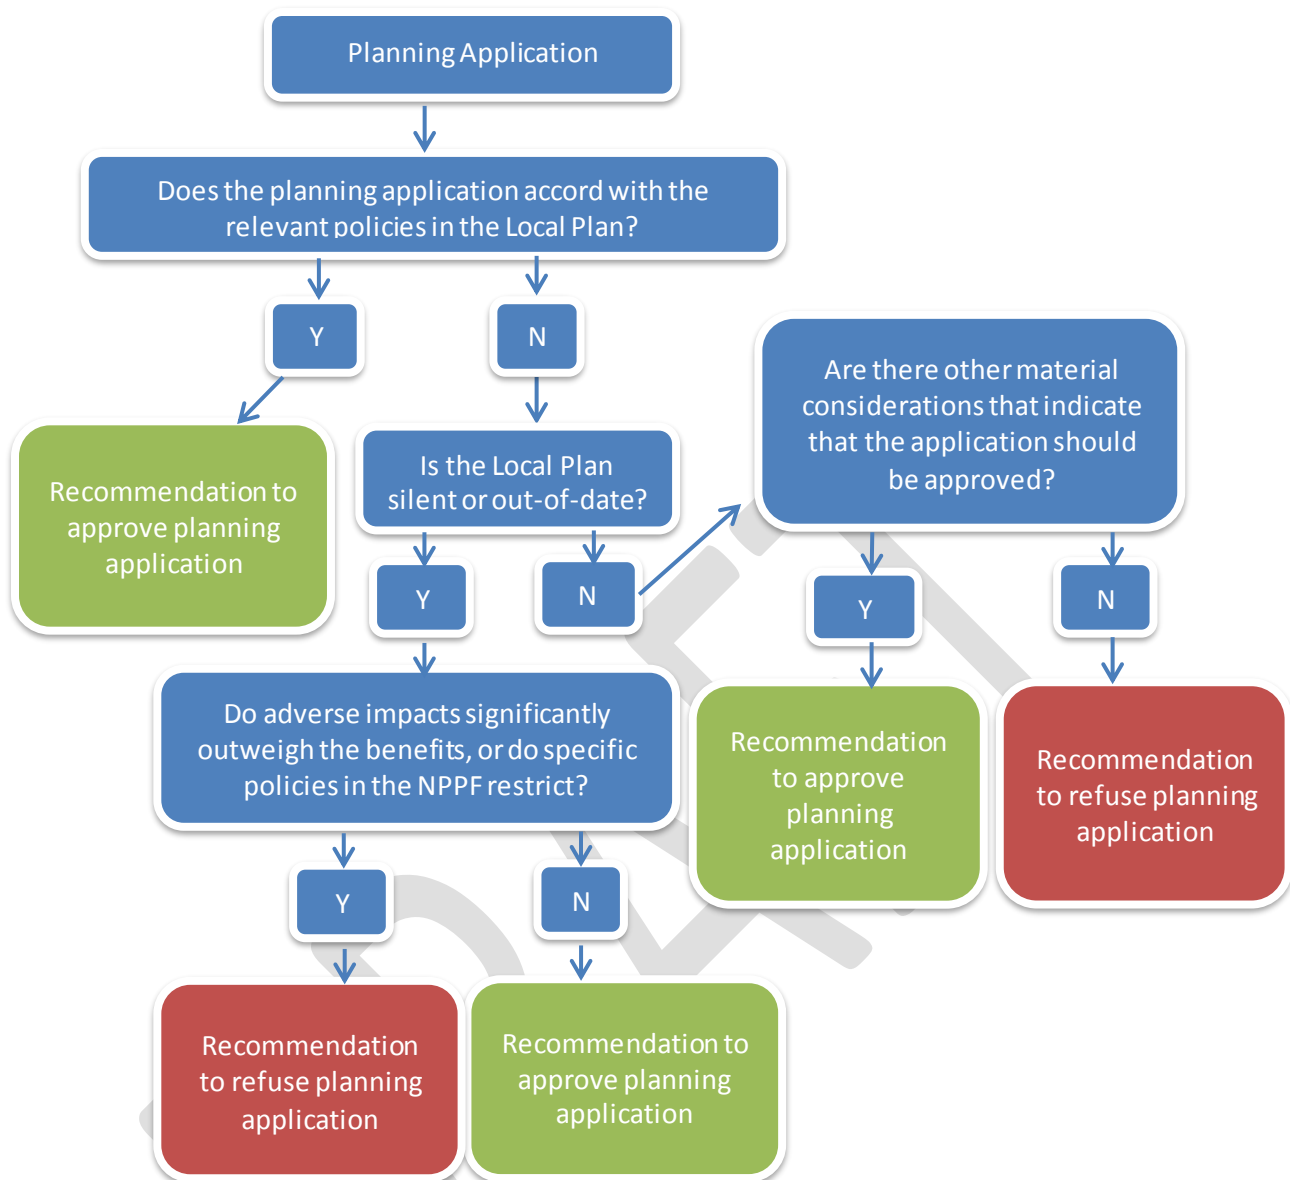 Planning Application
Does the planning application accord with the
relevant policies in the Local Plan?
Y
N
Recommendation to
approve planning
application
Is the Local Plan
silent or out-of-date?
Are there other material
considerations that indicate
that the application should
be approved?
Y
N
Y
N
Do adverse impacts significantly
outweigh the benefits, or do specific
policies in the NPPF restrict?
Recommendation
to approve
planning
application
Recommendation
to refuse planning
application
Y
N
Recommendation
to refuse planning
application
Recommendation to
approve planning
application
DRAFT